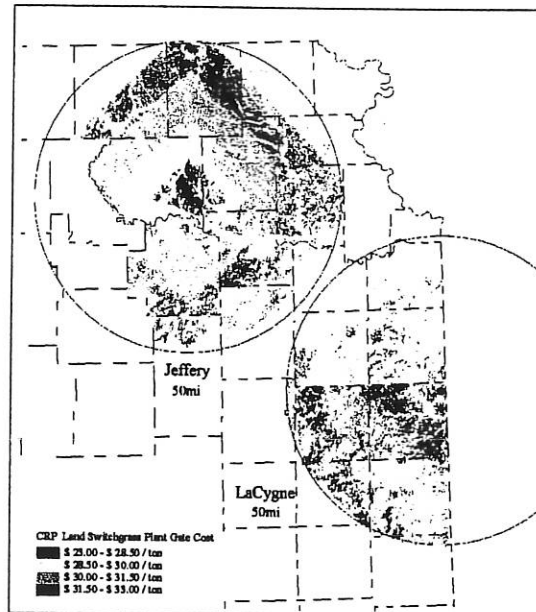 Jeffery
50mi
LaCygne
50mi
CRP Land Switchgrass Plant Gate Cost
$ 25.00 - $ 28.50 / ton
$ 28.50 - $ 30.00 / ton
$ 30.00 - $ 31.50 / ton
$ 31.50 - $ 33.00 / ton